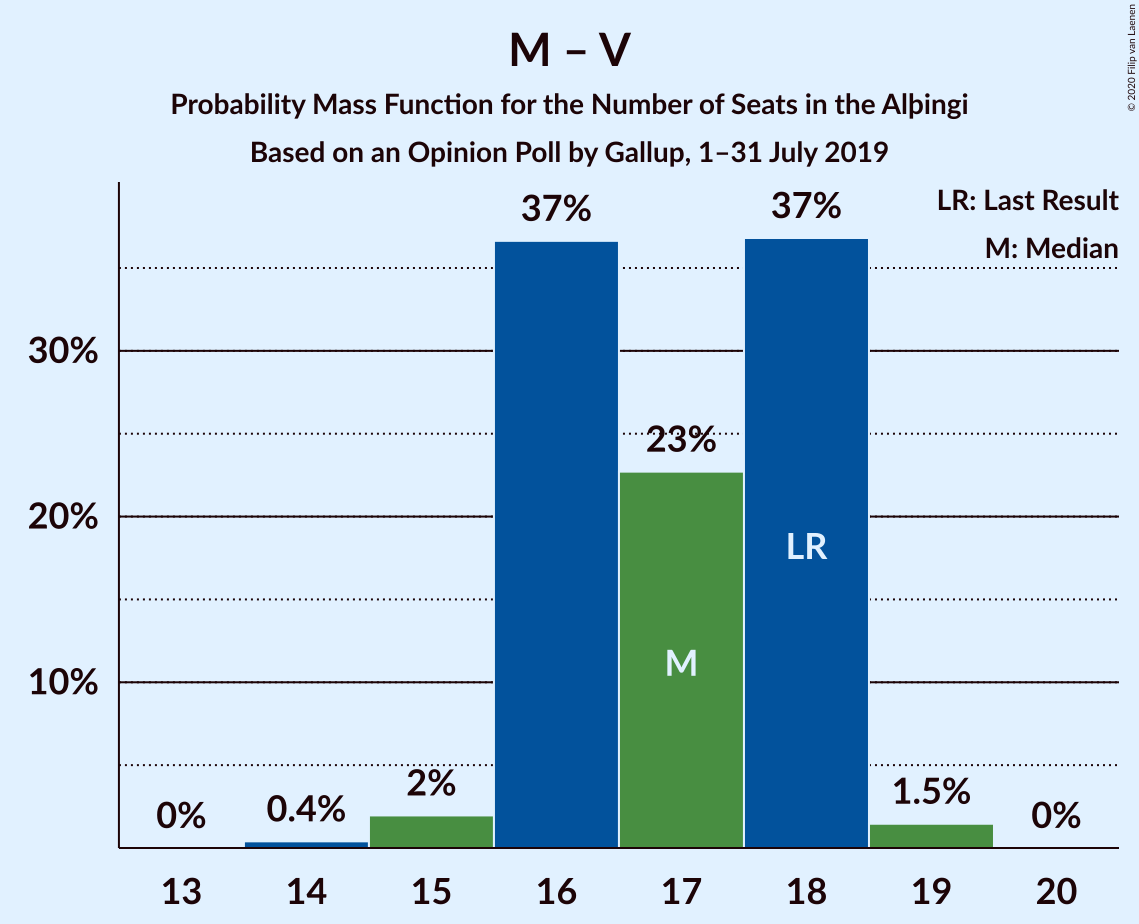 M – V
Probability Mass Function for the Number of Seats in the Alþingi
Based on an Opinion Poll by Gallup, 1–31 July 2019
© 2020 Filip van Laenen
LR: Last Result
M: Median
37%
37%
30%
23%
20%
LR
M
10%
0%
0.4%
2%
1.5%
0%
13
14
15
16
17
18
19
20